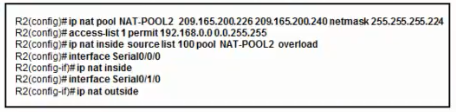 R2(config)# ip nat pool NAT-POOL2 209.165.200.226 209.165.200.240 netmask 255.255.255.224
R2(config)# access-list 1 permit 192.168.0.0 0.0.255.255
R2(config)# ip nat inside source list 100 pool NAT-POOL2 overload
R2(config)# interface Serial0/0/0
R2(config-if)# ip nat inside
R2(config)# interface Serial0/1/0
R2(config-if)# ip nat outside